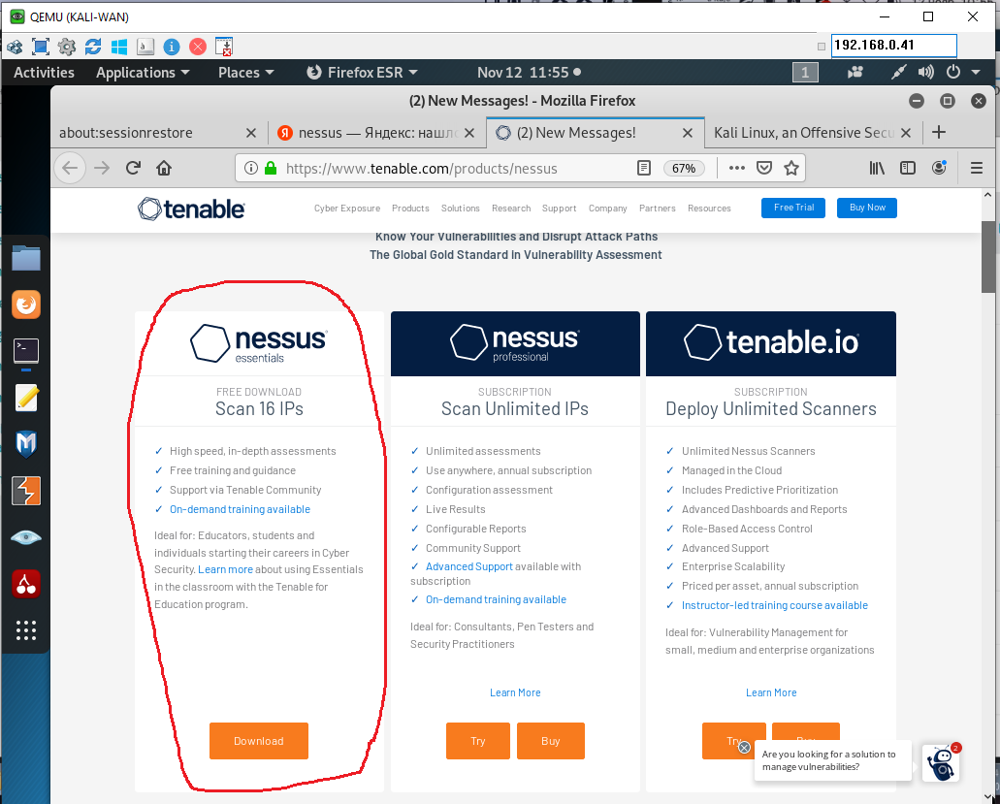 QEMU (KALI-WAN)
192.168.0.41
Activities Applications Places Firefox ESR Nov 12 11:55 1
(2) New Messages! - Mozilla Firefox
about:sessionrestore
nessus — Яндекс: нашло
(2) New Messages!
Kali Linux, an Offensive Secu
https://www.tenable.com/products/nessus
67%
tenable
Cyber Exposure Products Solutions Research Support Company Partners Resources
Free Trial
Buy Now
Know Your Vulnerabilities and Disrupt Attack Paths
The Global Gold Standard in Vulnerability Assessment
nessus
essentials
FREE DOWNLOAD
Scan 16 IPs
✓ High speed, in-depth assessments
✓ Free training and guidance
✓ Support via Tenable Community
✓ On-demand training available
Ideal for: Educators, students and
individuals starting their careers in Cyber
Security. Learn more about using Essentials
in the classroom with the Tenable for
Education program.
Download
nessus
professional
SUBSCRIPTION
Scan Unlimited IPs
✓ Unlimited assessments
✓ Use anywhere, annual subscription
✓ Configuration assessment
✓ Live Results
✓ Configurable Reports
✓ Community Support
✓ Advanced Support available with
subscription
✓ On-demand training available
Ideal for: Consultants, Pen Testers and
Security Practitioners
Learn More
Try
Buy
tenable.io
SUBSCRIPTION
Deploy Unlimited Scanners
✓ Unlimited Nessus Scanners
✓ Managed in the Cloud
✓ Includes Predictive Prioritization
✓ Advanced Dashboards and Reports
✓ Role-Based Access Control
✓ Advanced Support
✓ Enterprise Scalability
✓ Priced per asset, annual subscription
✓ Instructor-led training course available
Ideal for: Vulnerability Management for
small, medium and enterprise organizations
Learn More
Try
Buy
Are you looking for a solution to
manage vulnerabilities?
2